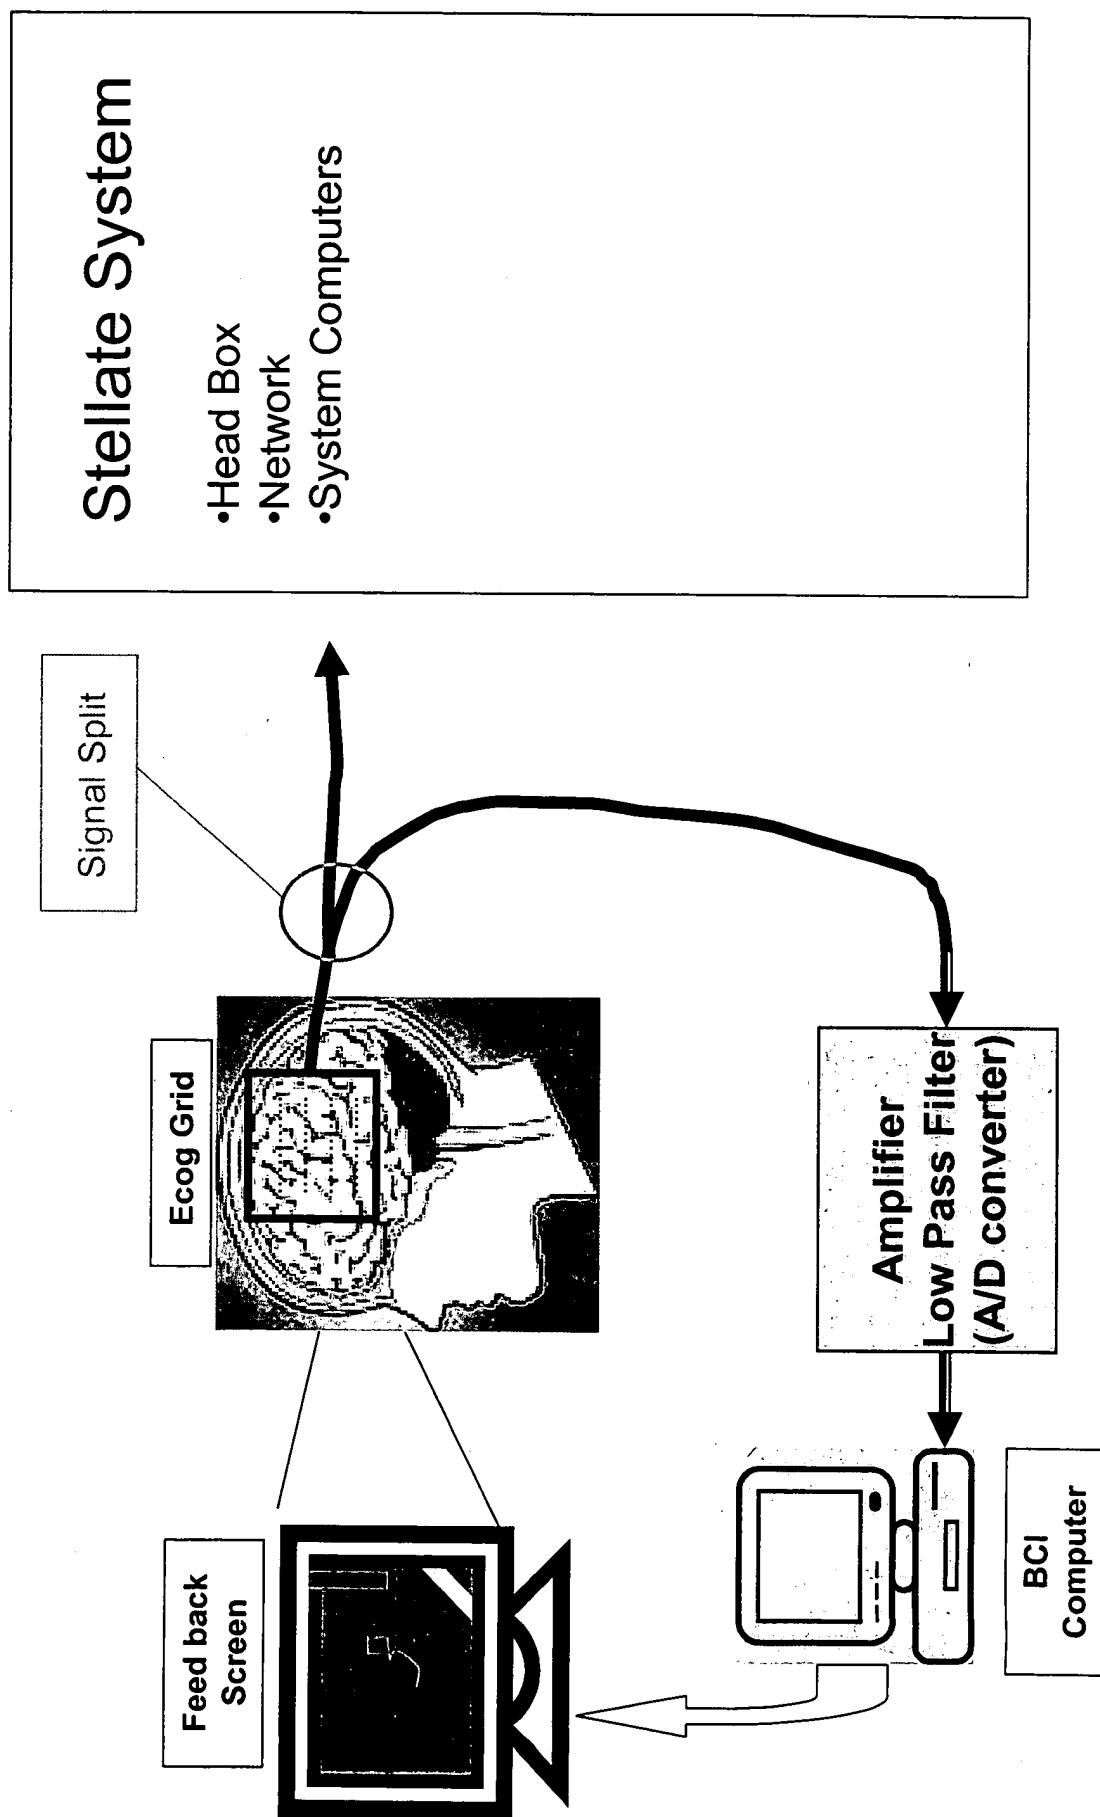 Feed back
Screen
Ecog Grid
Signal Split
Stellate System
•Head Box
•Network
•System Computers
BCI
Computer
Amplifier
Low Pass Filter
(A/D converter)